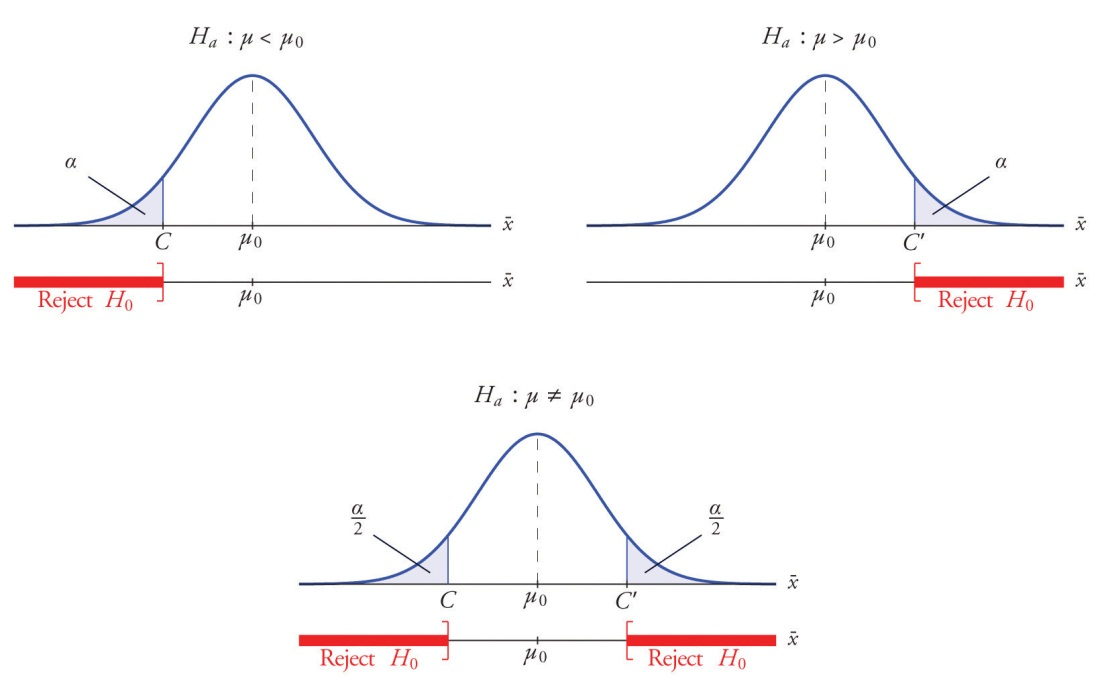 Hₐ : μ < μ₀
α
x̄
C
μ₀
x̄
Reject H₀
μ₀
Hₐ : μ > μ₀
α
x̄
μ₀
C'
x̄
μ₀
Reject H₀
Hₐ : μ ≠ μ₀
α/2
α/2
x̄
C
μ₀
C'
x̄
Reject H₀
μ₀
Reject H₀